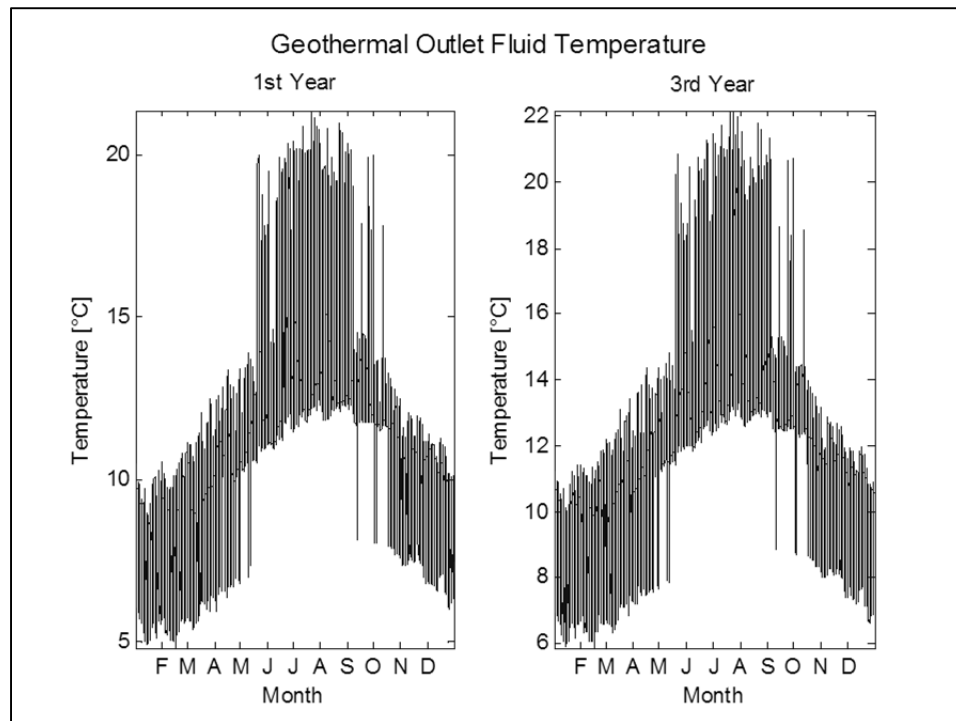 Geothermal Outlet Fluid Temperature
1st Year
20
15
10
5
Temperature [°C]
F M A M J J A S O N D
Month
3rd Year
22
20
18
16
14
12
10
8
6
Temperature [°C]
F M A M J J A S O N D
Month